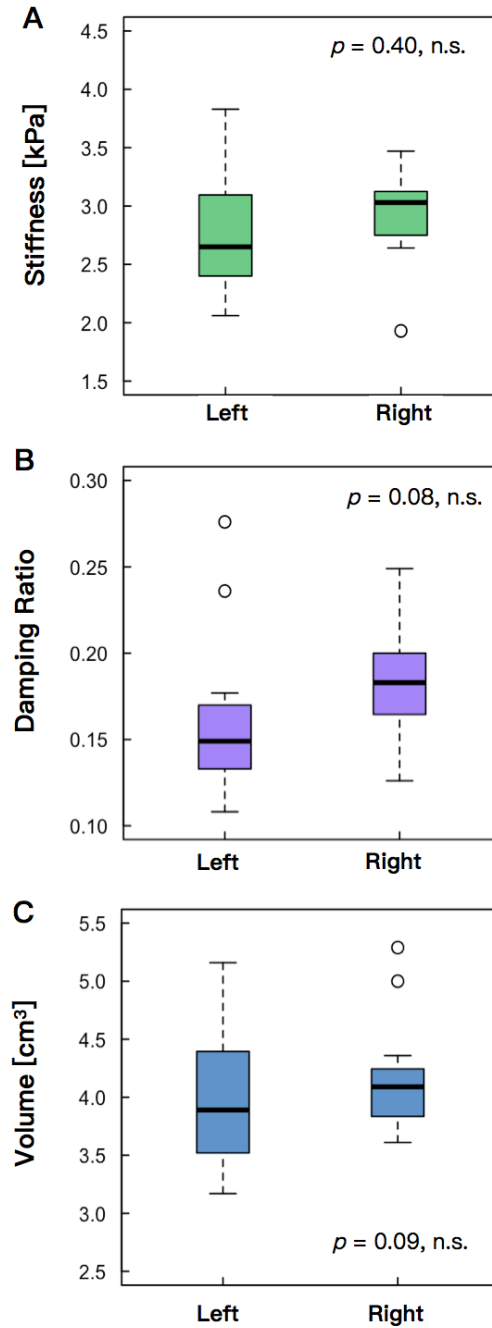 A
p = 0.40, n.s.
Stiffness [kPa]
4.5
4.0
3.5
3.0
2.5
2.0
1.5
Left Right
B
p = 0.08, n.s.
Damping Ratio
0.30
0.25
0.20
0.15
0.10
Left Right
C
Volume [cm³]
5.5
5.0
4.5
4.0
3.5
3.0
2.5
p = 0.09, n.s.
Left Right